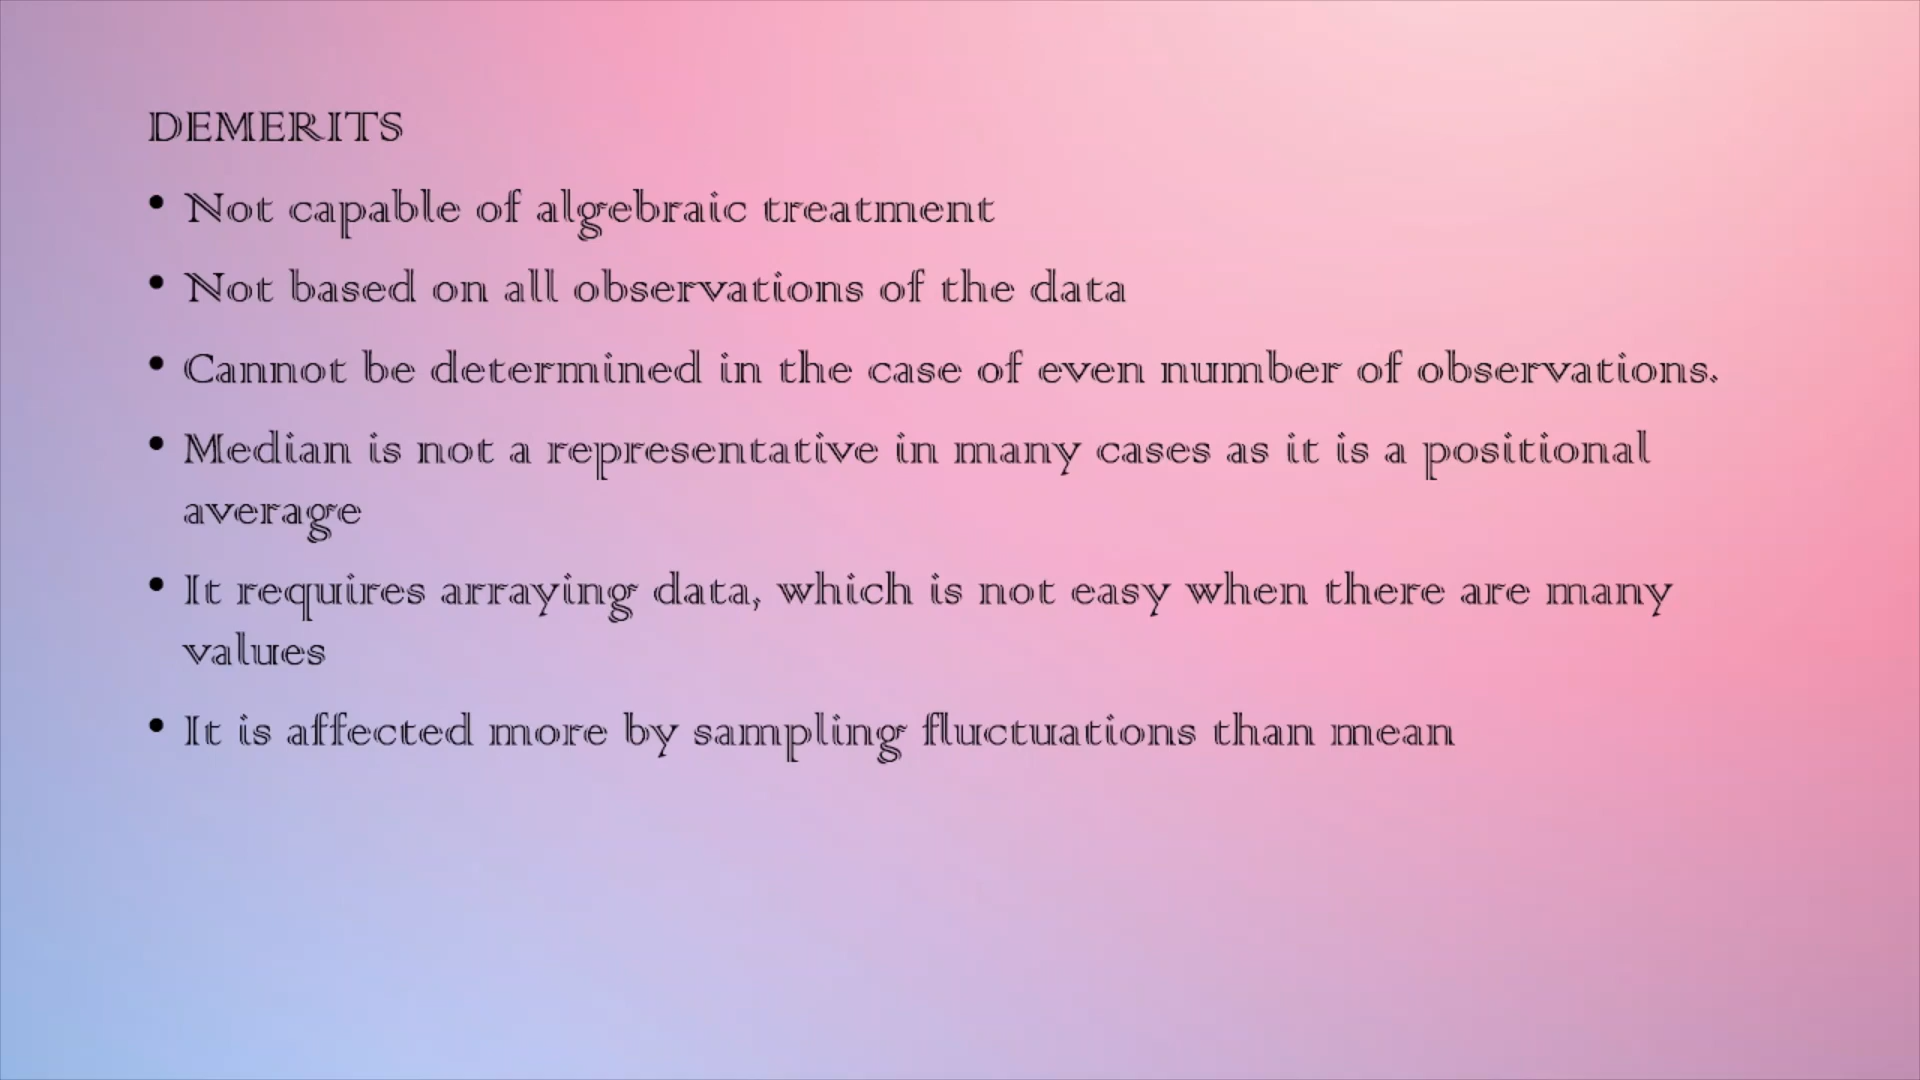 DEMERITS
• Not capable of algebraic treatment
• Not based on all observations of the data
• Cannot be determined in the case of even number of observations.
• Median is not a representative in many cases as it is a positional
average
• It requires arraying data, which is not easy when there are many
values
• It is affected more by sampling fluctuations than mean